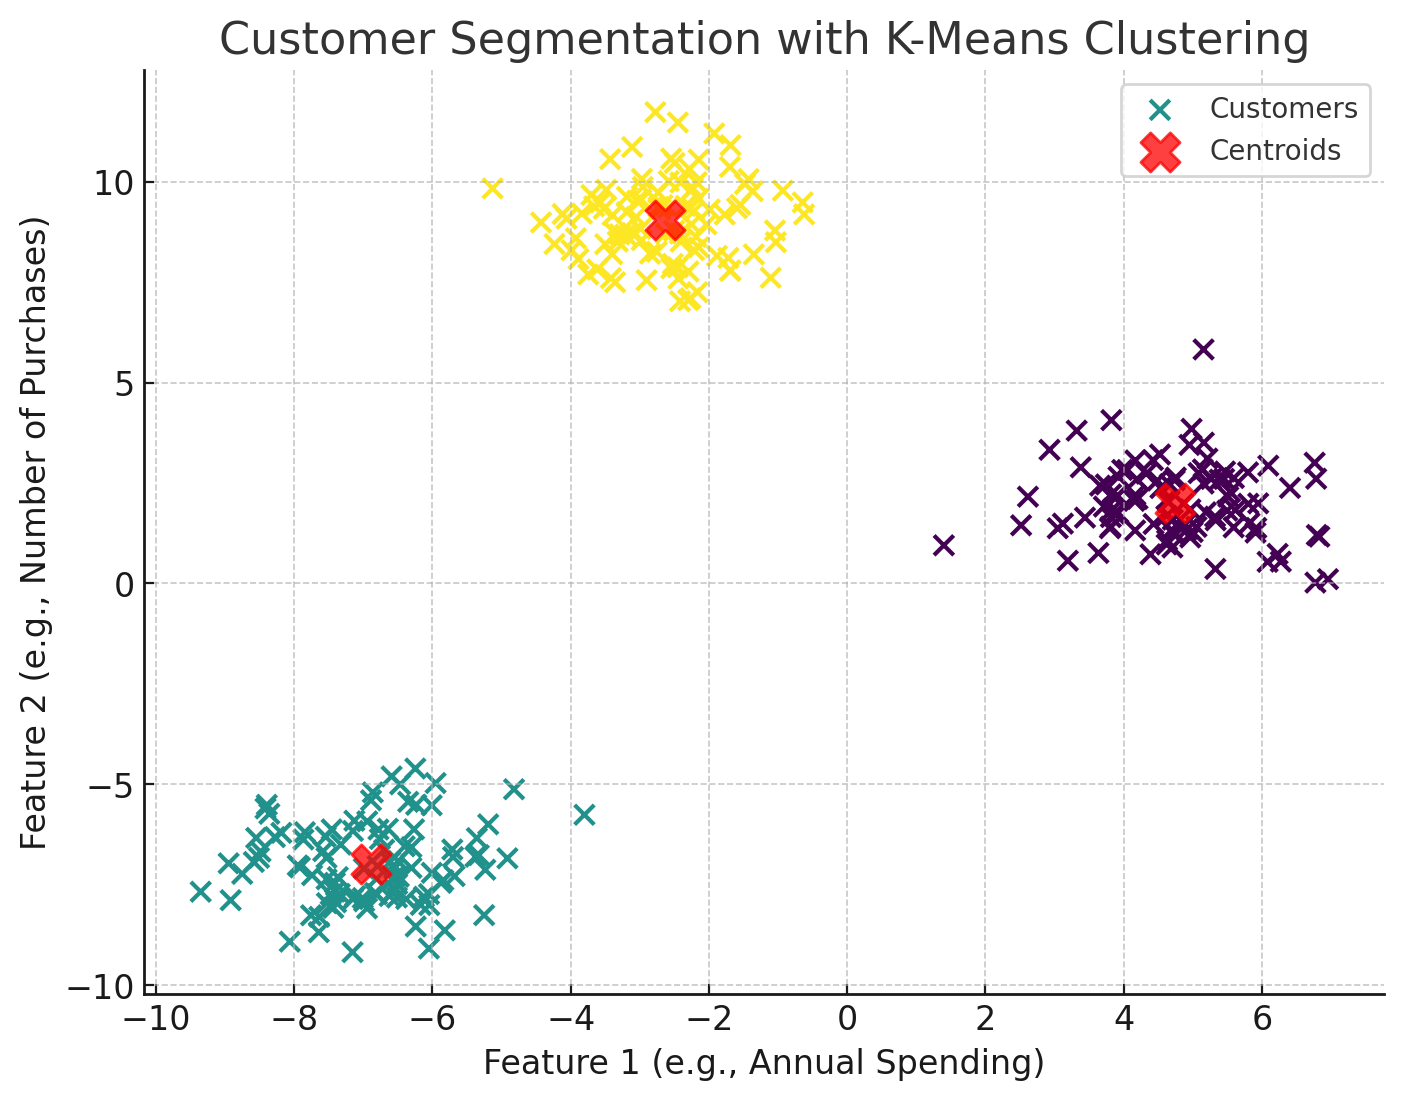 Customer Segmentation with K-Means Clustering
Customers
Centroids
Feature 2 (e.g., Number of Purchases)
10
5
0
−5
−10
−10 −8 −6 −4 −2 0 2 4 6
Feature 1 (e.g., Annual Spending)